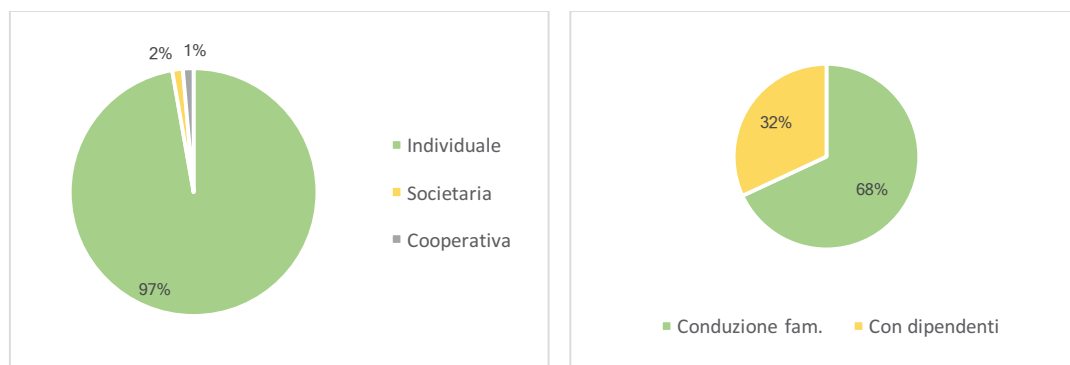 2%
1%
97%
Individuale
Societaria
Cooperativa
32%
68%
Conduzione fam.
Con dipendenti